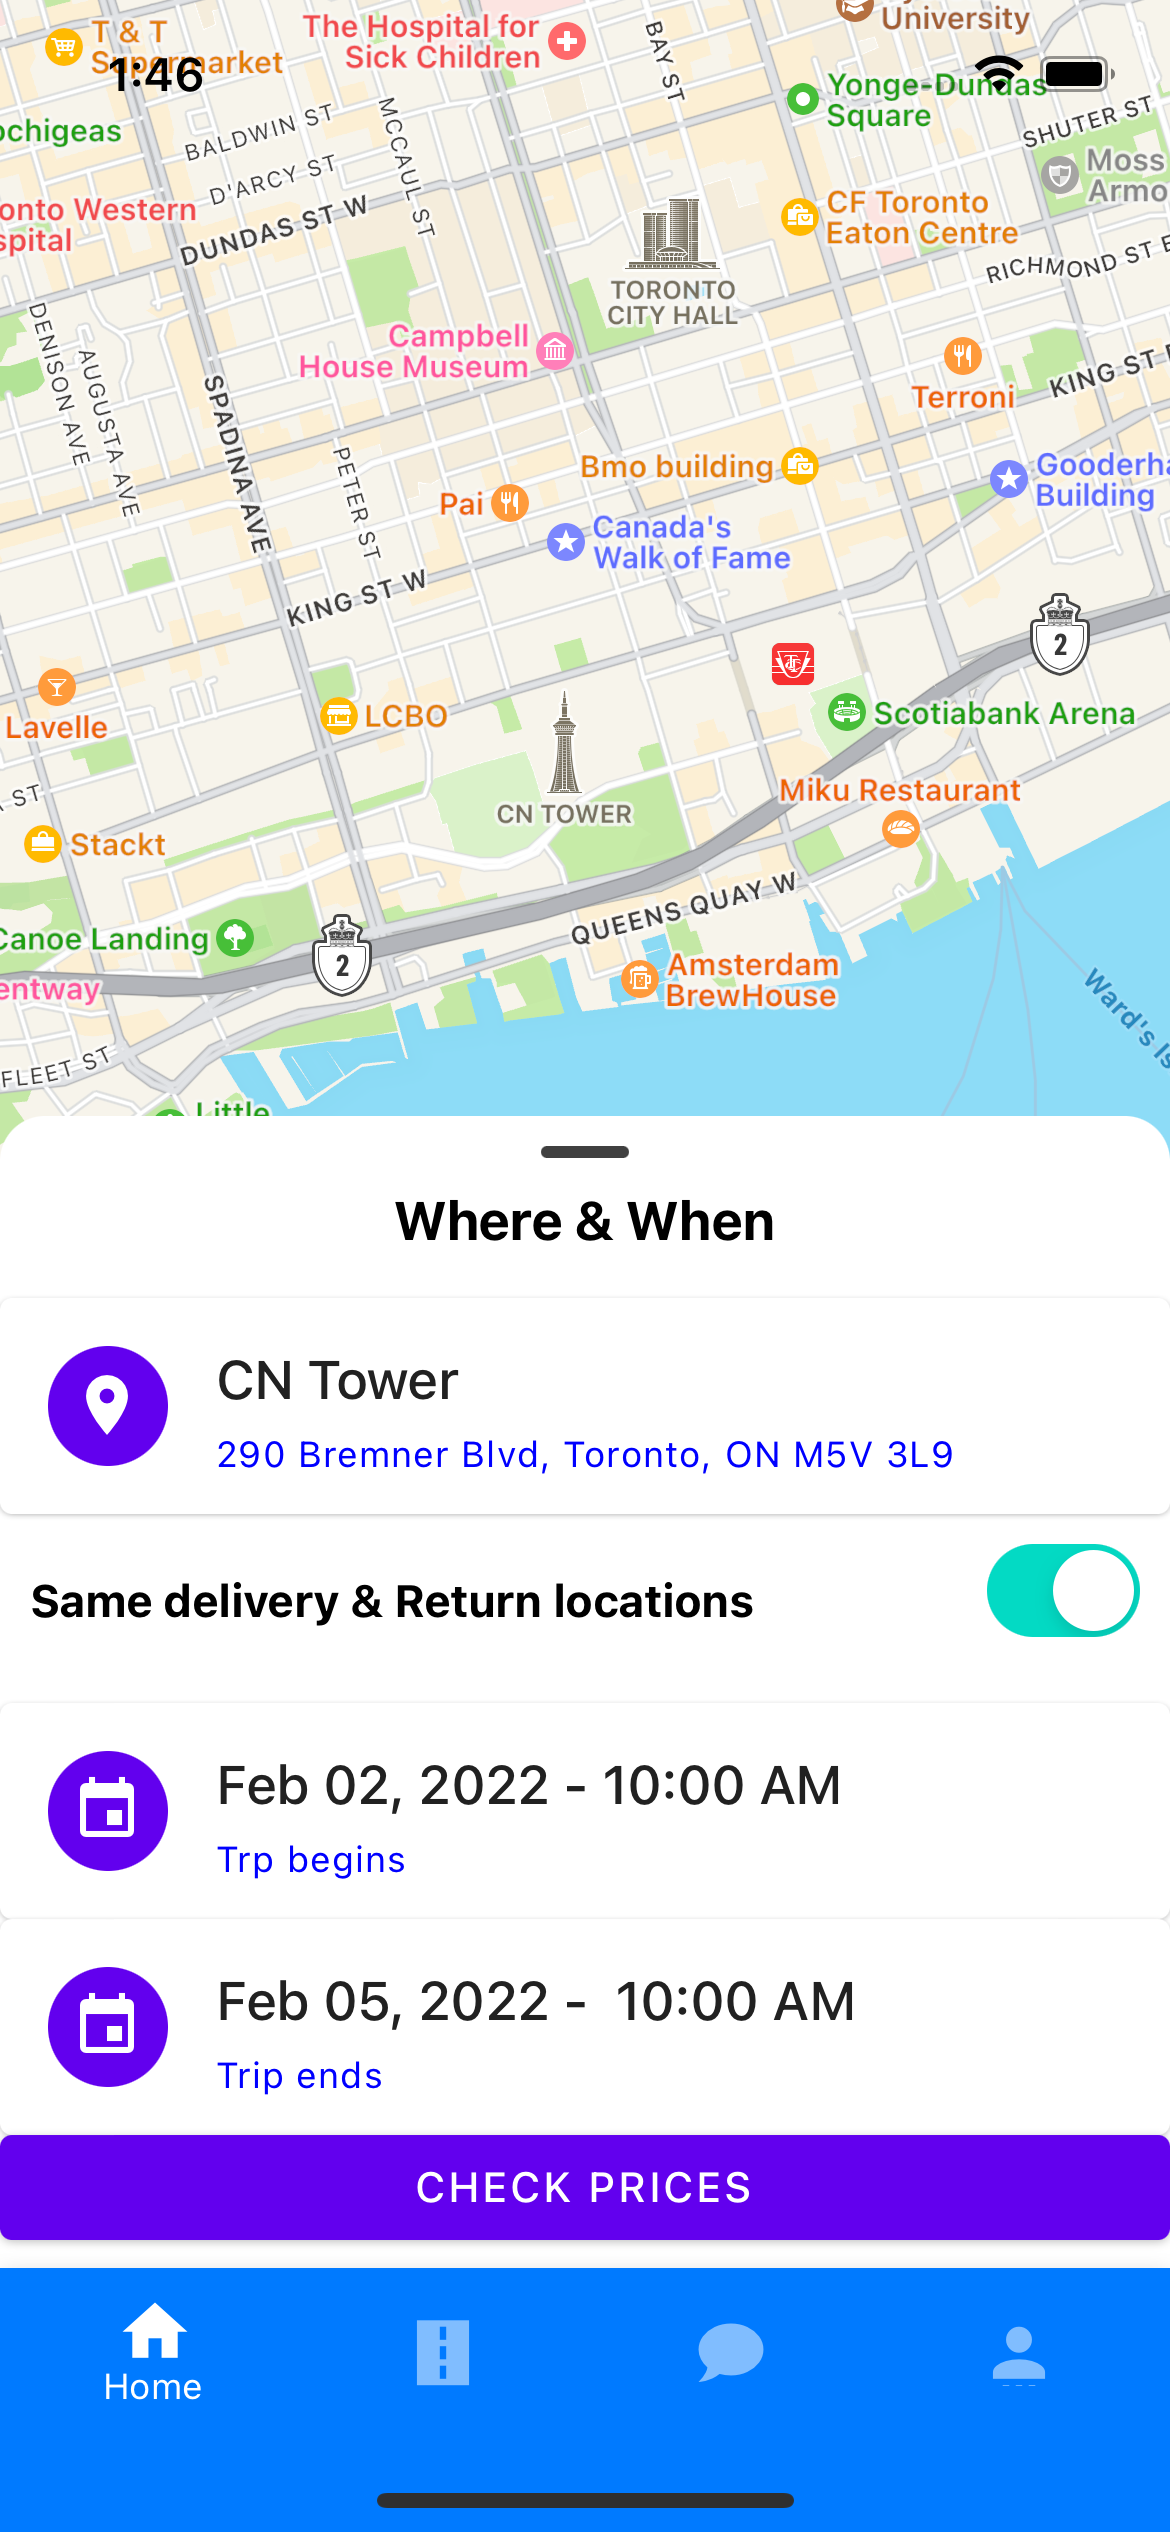 T & T
Supermarket
The Hospital for
Sick Children
BAY ST
University
1:46
Yonge-Dundas
Square
SHUTER ST
ochigeas
BALDWIN ST
MCCAUL ST
D'ARCY ST
Moss
Armo
onto Western
spital
DUNDAS ST W
CF Toronto
Eaton Centre
RICHMOND ST E
TORONTO
CITY HALL
DENISON AVE
AUGUSTA AVE
Campbell
House Museum
SPADINA AVE
Terroni
KING ST E
PETER ST
Bmo building
Gooderha
Building
Pai
Canada's
Walk of Fame
KING ST W
2
Lavelle
LCBO
Scotiabank Arena
ST
CN TOWER
Miku Restaurant
Stackt
QUEENS QUAY W
Canoe Landing
2
entway
Amsterdam
BrewHouse
Ward's Is
FLEET ST
Little
Where & When
CN Tower
290 Bremner Blvd, Toronto, ON M5V 3L9
Same delivery & Return locations
Feb 02, 2022 - 10:00 AM
Trp begins
Feb 05, 2022 -  10:00 AM
Trip ends
CHECK PRICES
Home